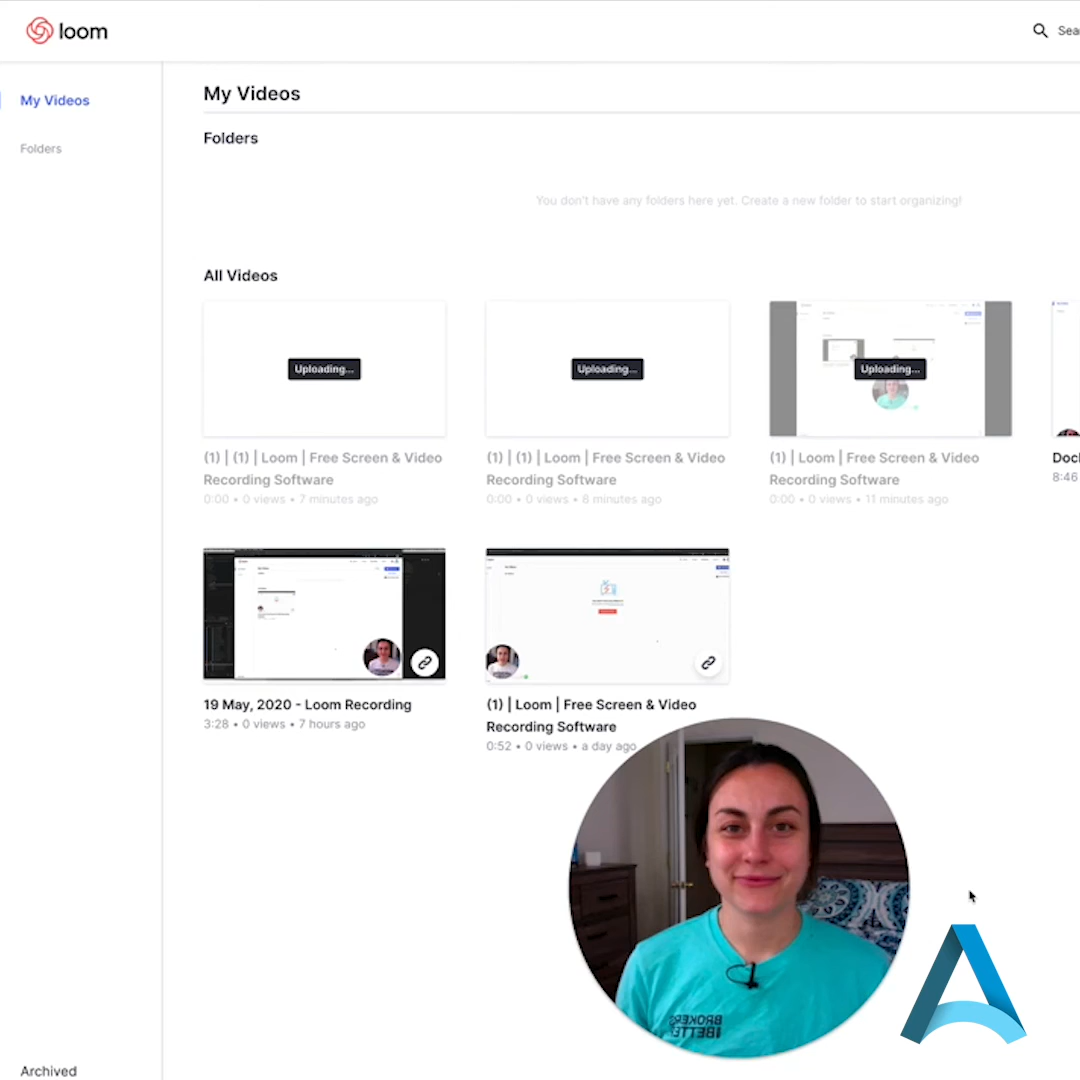 loom
Sea
My Videos
Folders
My Videos
Folders
You don't have any folders here yet. Create a new folder to start organizing!
All Videos
Uploading...
Uploading...
Uploading...
(1) | (1) | Loom | Free Screen & Video
Recording Software
0:00 • 0 views • 7 minutes ago
(1) | (1) | Loom | Free Screen & Video
Recording Software
0:00 • 0 views • 8 minutes ago
(1) | Loom | Free Screen & Video
Recording Software
0:00 • 0 views • 11 minutes ago
Doc
8:46
19 May, 2020 - Loom Recording
3:28 • 0 views • 7 hours ago
(1) | Loom | Free Screen & Video
Recording Software
0:52 • 0 views • a day ago
BROKERS
Archived